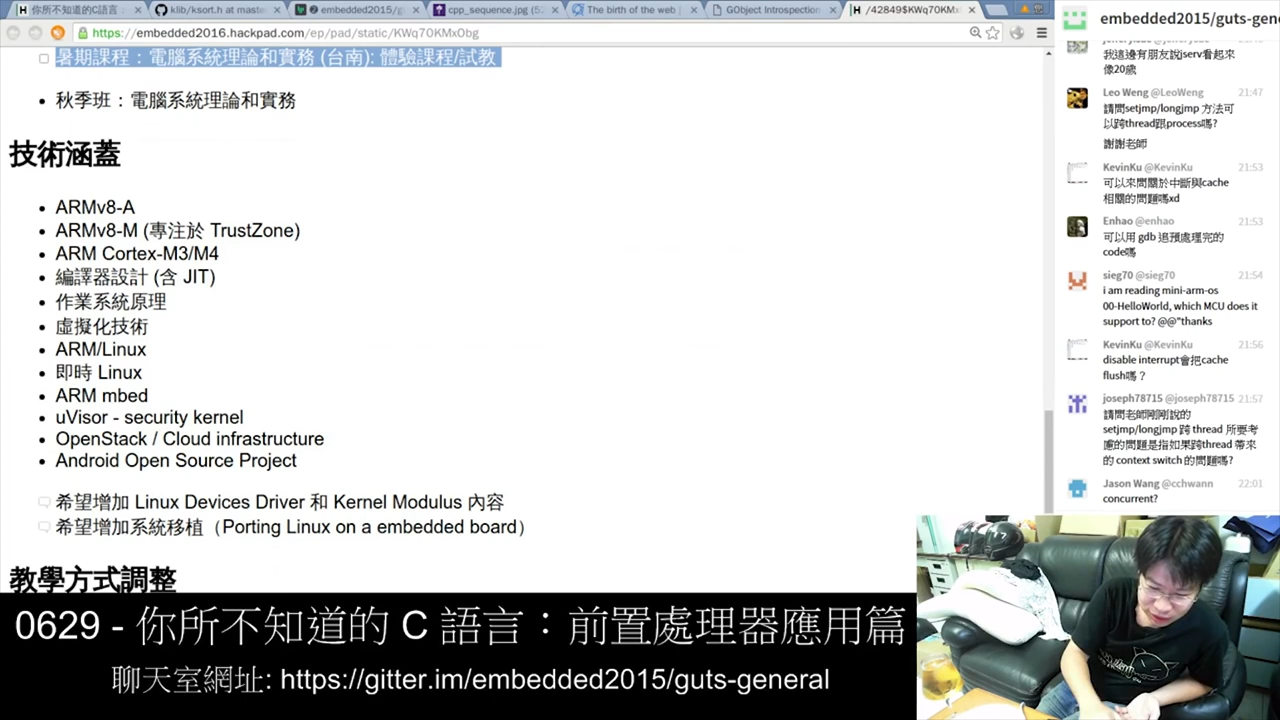 你所不知道的C語言：
klib/ksort.h at master
embedded2015/gu
cpp_sequence.jpg (52
The birth of the web |
GObject Introspection
/42849$KWq70KMx
https://embedded2016.hackpad.com/ep/pad/static/KWq70KMxObg
暑期課程：電腦系統理論和實務 (台南): 體驗課程/試教
秋季班：電腦系統理論和實務
技術涵蓋
ARMv8-A
ARMv8-M (專注於 TrustZone)
ARM Cortex-M3/M4
編譯器設計 (含 JIT)
作業系統原理
虛擬化技術
ARM/Linux
即時 Linux
ARM mbed
uVisor - security kernel
OpenStack / Cloud infrastructure
Android Open Source Project
希望增加 Linux Devices Driver 和 Kernel Modulus 內容
希望增加系統移植（Porting Linux on a embedded board）
教學方式調整
embedded2015/guts-gene
我這邊有朋友說jserv看起來
像20歲
Leo Weng @LeoWeng 21:47
請問setjmp/longjmp 方法可
以跨thread跟process嗎?
謝謝老師
KevinKu @KevinKu 21:53
可以來問關於中斷與cache
相關的問題嗎xd
Enhao @enhao 21:53
可以用 gdb 追預處理完的
code嗎
sieg70 @sieg70 21:54
i am reading mini-arm-os
00-HelloWorld, which MCU does it
support to? @@"thanks
KevinKu @KevinKu 21:56
disable interrupt會把cache
flush嗎？
joseph78715 @joseph78715 21:57
請問老師剛剛說的
setjmp/longjmp 跨 thread 所要考
慮的問題是指如果跨thread 帶來
的 context switch 的問題嗎?
Jason Wang @cchwann 22:01
concurrent?
0629 - 你所不知道的 C 語言：前置處理器應用篇
聊天室網址: https://gitter.im/embedded2015/guts-general